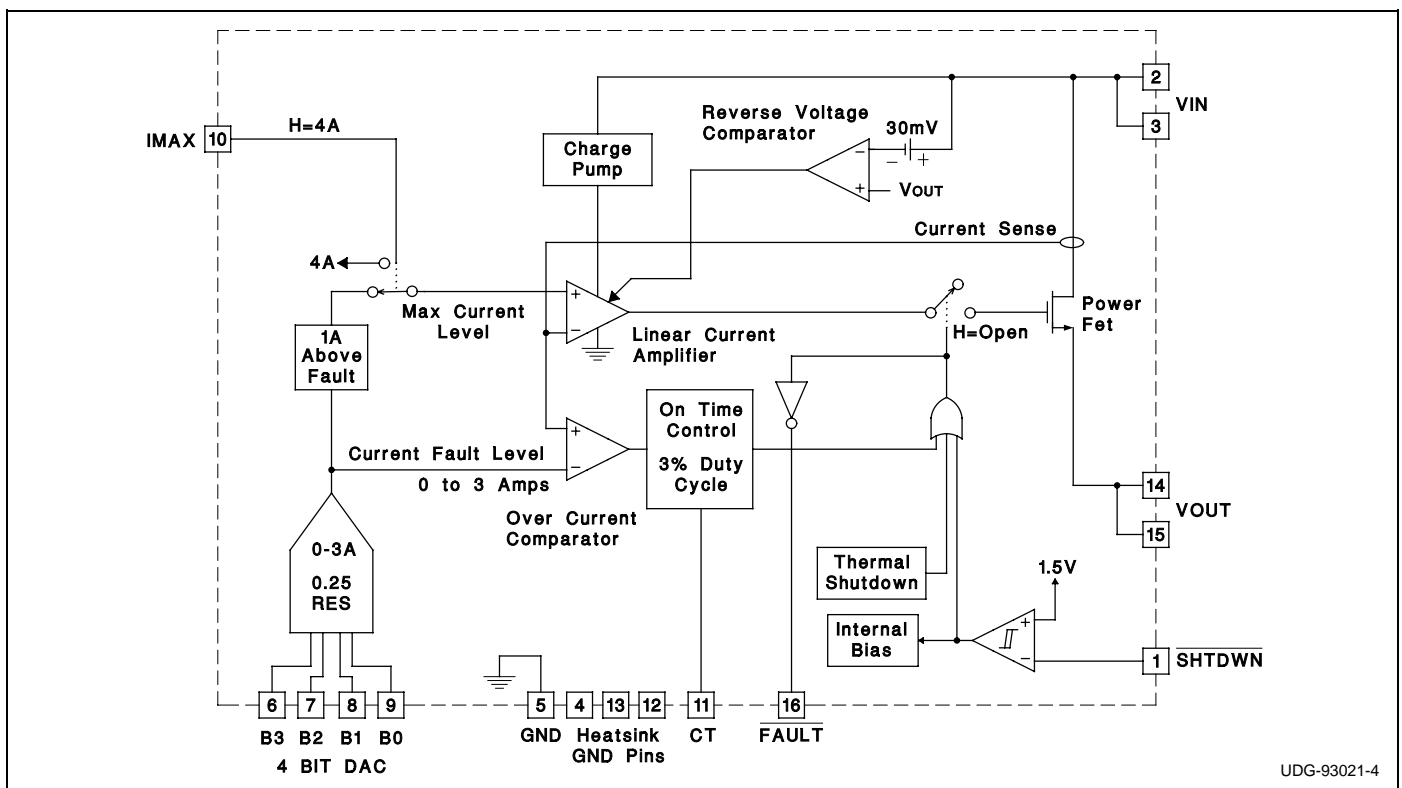 2
VIN
3
Reverse Voltage
Comparator
30mV
− +
H=4A
IMAX 10
Charge
Pump
−
+ VOUT
Current Sense
4A
+
−
Max Current
Level
Linear Current
Amplifier
H=Open
Power
Fet
1A
Above
Fault
On Time
Control
3% Duty
Cycle
+
−
Current Fault Level
0 to 3 Amps
Over Current
Comparator
14
VOUT
15
0-3A
0.25
RES
Thermal
Shutdown
1.5V
Internal
Bias
+
−
1 SHTDWN
6 7 8 9
B3 B2 B1 B0
4 BIT DAC
5 4 13 12 11 16
GND Heatsink
GND Pins
CT
FAULT
UDG-93021-4